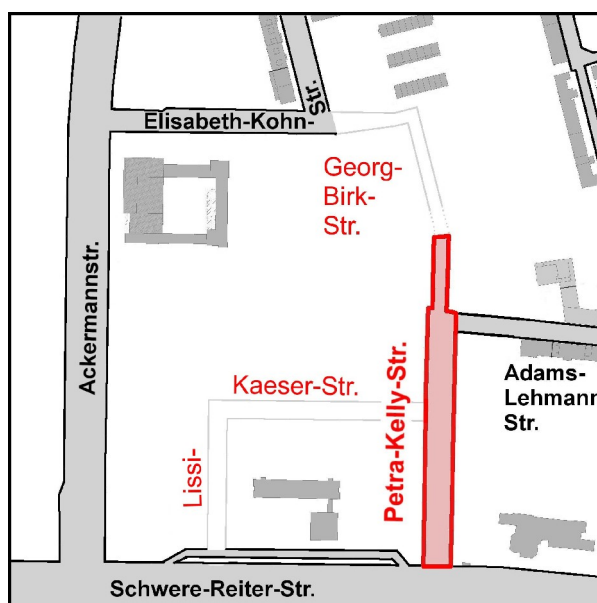 Elisabeth-Kohn-
Str.
Georg-
Birk-
Str.
Ackermannstr.
Kaeser-Str.
Lissi-
Petra-Kelly-Str.
Adams-
Lehmann
Str.
Schwere-Reiter-Str.